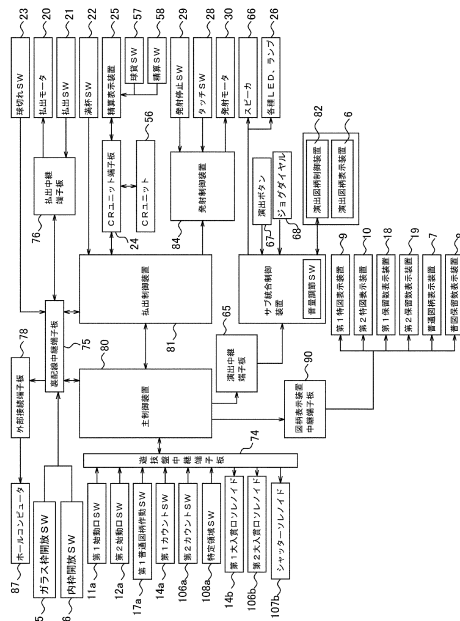 23
球切れSW
20
払出モータ
21
払出SW
22
満杯SW
25
精算表示装置
57
球貸SW
58
精算SW
29
発射停止SW
28
タッチSW
30
発射モータ
66
スピーカ
26
各種LED、ランプ
払出中継
端子板
76
CRユニット端子板
24
CRユニット
56
発射制御装置
84
演出ボタン
67
ジョグダイヤル
68
82
演出図柄制御装置
6
演出図柄表示装置
78
外部接続端子板
裏配線中継端子板
75
払出制御装置
81
サブ統合制御
装置
音量調節SW
9
第1特図表示装置
10
第2特図表示装置
18
第1保留数表示装置
19
第2保留数表示装置
7
普通図柄表示装置
8
普図保留数表示装置
80
主制御装置
65
演出中継
端子板
90
図柄表示装置
中継端子板
87
ホールコンピュータ
5
ガラス枠開放SW
6
内枠開放SW
74
遊技盤中継端子板
11a
第1始動口SW
12a
第2始動口SW
17a
第1普通図柄作動SW
14a
第1カウントSW
106a
第2カウントSW
108a
特定領域SW
14b
第1大入賞口ソレノイド
106b
第2大入賞口ソレノイド
107b
シャッターソレノイド